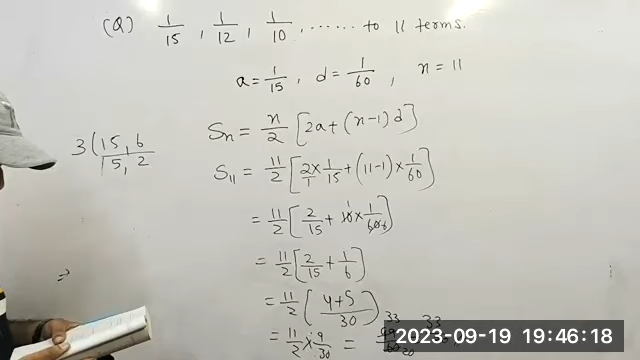 (Q) 1/15, 1/12, 1/10, ...... to 11 terms.
a = 1/15, d = 1/60, n = 11
3(15, 6
5, 2
Sn = n/2 [2a + (n-1) d]
S11 = 11/2 [2/1 × 1/15 + (11-1) × 1/60]
= 11/2 [2/15 + 10 × 1/60]
= 11/2 [2/15 + 1/6]
⇒
= 11/2 (4+5/30)
= 11/2 × 9/30 =
33
33
20
2023-09-19 19:46:18